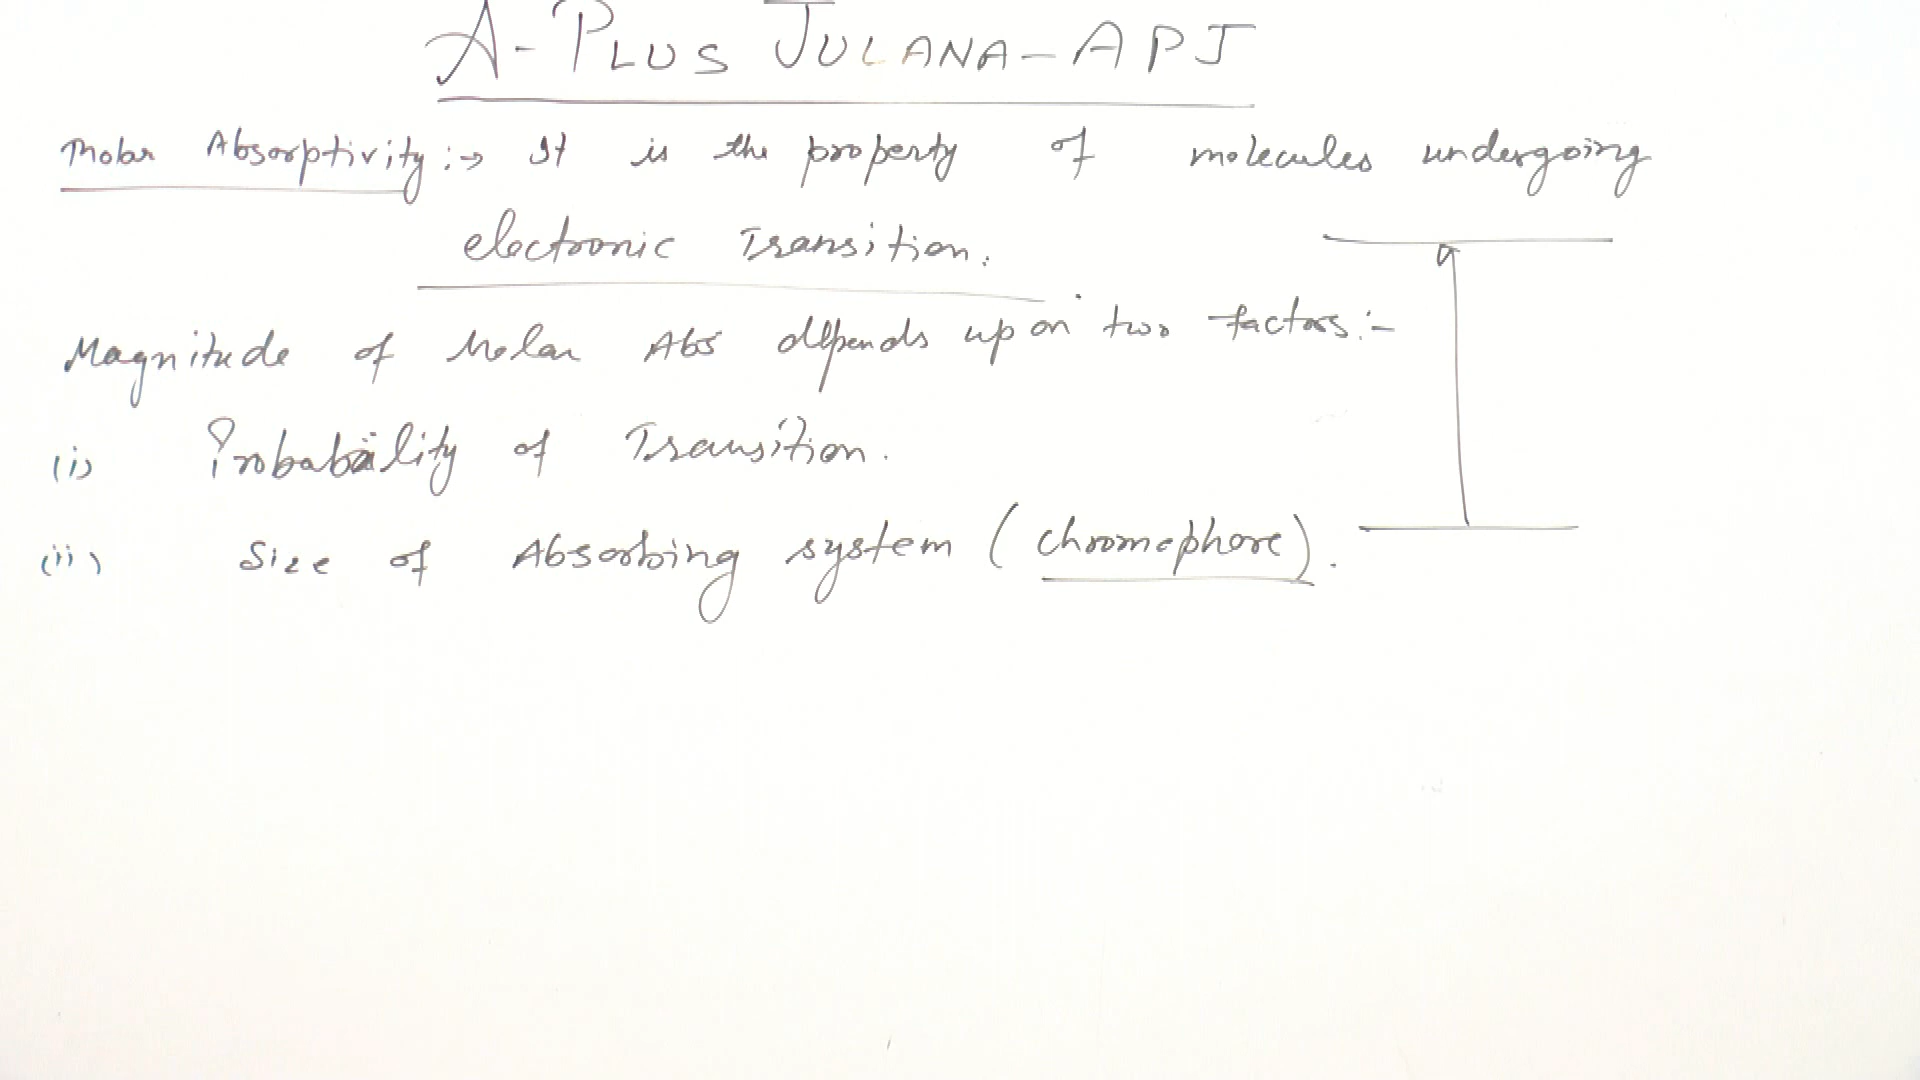 A-PLUS JULANA-APJ
Molar Absorptivity :→ It is the property of molecules undergoing
electronic Transition.
Magnitude of Molar Abs depends upon two factors:-
(i) Probability of Transition.
(ii) Size of Absorbing system (chromophore).